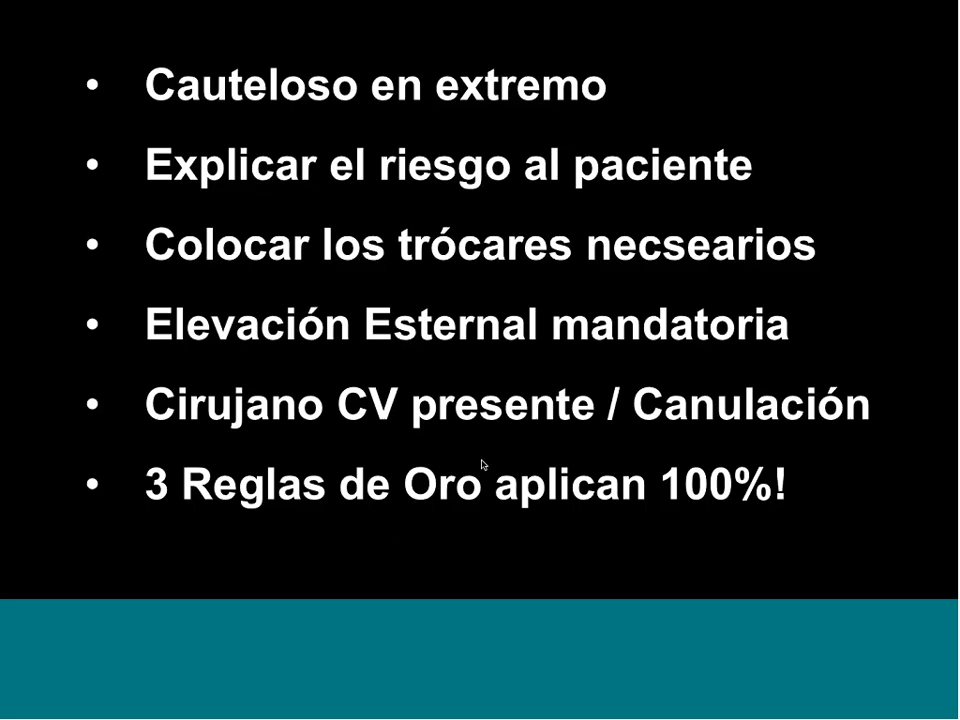 • Cauteloso en extremo
• Explicar el riesgo al paciente
• Colocar los trócares necsearios
• Elevación Esternal mandatoria
• Cirujano CV presente / Canulación
• 3 Reglas de Oro aplican 100%!